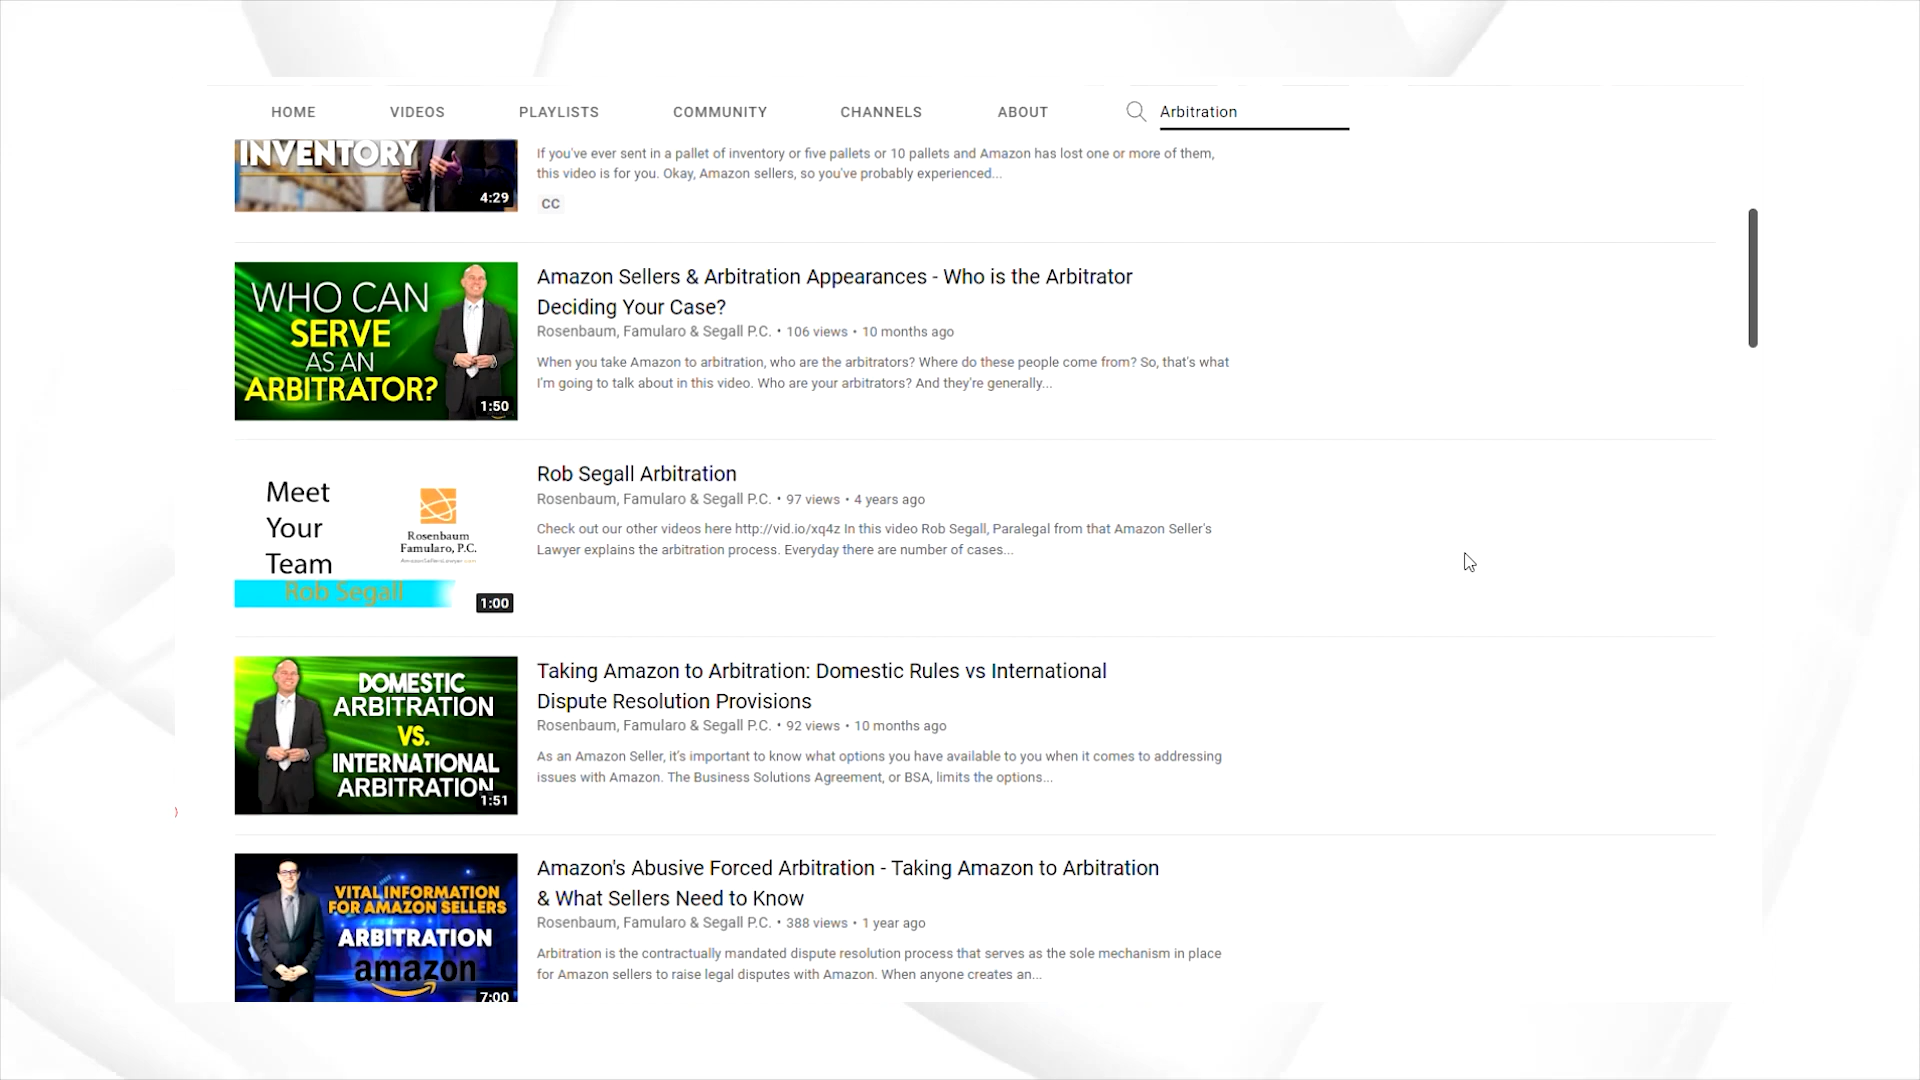 HOME VIDEOS PLAYLISTS COMMUNITY CHANNELS ABOUT Arbitration
INVENTORY
4:29
If you've ever sent in a pallet of inventory or five pallets or 10 pallets and Amazon has lost one or more of them,
this video is for you. Okay, Amazon sellers, so you've probably experienced...
CC
WHO CAN
SERVE
AS AN
ARBITRATOR?
1:50
Amazon Sellers & Arbitration Appearances - Who is the Arbitrator
Deciding Your Case?
Rosenbaum, Famularo & Segall P.C. • 106 views • 10 months ago
When you take Amazon to arbitration, who are the arbitrators? Where do these people come from? So, that's what
I'm going to talk about in this video. Who are your arbitrators? And they're generally...
Meet
Your
Team
Rob Segall
Rosenbaum
Famularo, P.C.
AmazonSellersLawyer.com
1:00
Rob Segall Arbitration
Rosenbaum, Famularo & Segall P.C. • 97 views • 4 years ago
Check out our other videos here http://vid.io/xq4z In this video Rob Segall, Paralegal from that Amazon Seller's
Lawyer explains the arbitration process. Everyday there are number of cases...
DOMESTIC
ARBITRATION
VS.
INTERNATIONAL
ARBITRATION
1:51
Taking Amazon to Arbitration: Domestic Rules vs International
Dispute Resolution Provisions
Rosenbaum, Famularo & Segall P.C. • 92 views • 10 months ago
As an Amazon Seller, it's important to know what options you have available to you when it comes to addressing
issues with Amazon. The Business Solutions Agreement, or BSA, limits the options...
VITAL INFORMATION
FOR AMAZON SELLERS
ARBITRATION
amazon
7:00
Amazon's Abusive Forced Arbitration - Taking Amazon to Arbitration
& What Sellers Need to Know
Rosenbaum, Famularo & Segall P.C. • 388 views • 1 year ago
Arbitration is the contractually mandated dispute resolution process that serves as the sole mechanism in place
for Amazon sellers to raise legal disputes with Amazon. When anyone creates an...